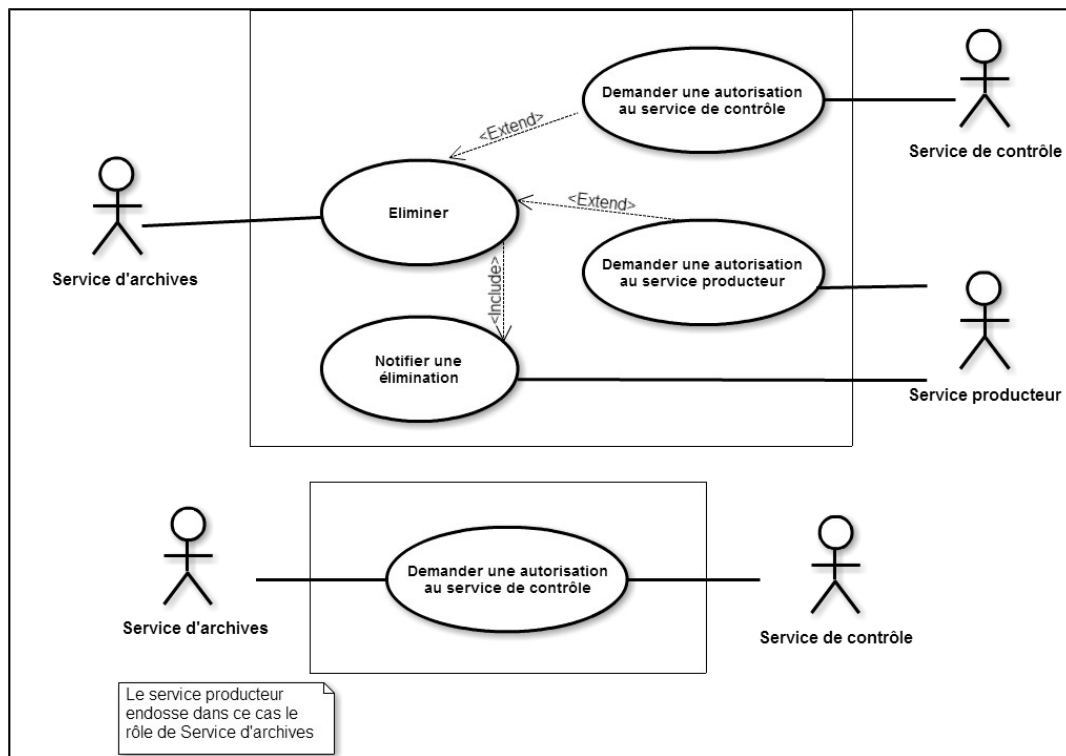 Demander une autorisation
au service de contrôle
Service de contrôle
<Extend>
Eliminer
Service d'archives
<Extend>
Demander une autorisation
au service producteur
<Include>
Notifier une
élimination
Service producteur
Demander une autorisation
au service de contrôle
Service d'archives
Service de contrôle
Le service producteur
endosse dans ce cas le
rôle de Service d'archives